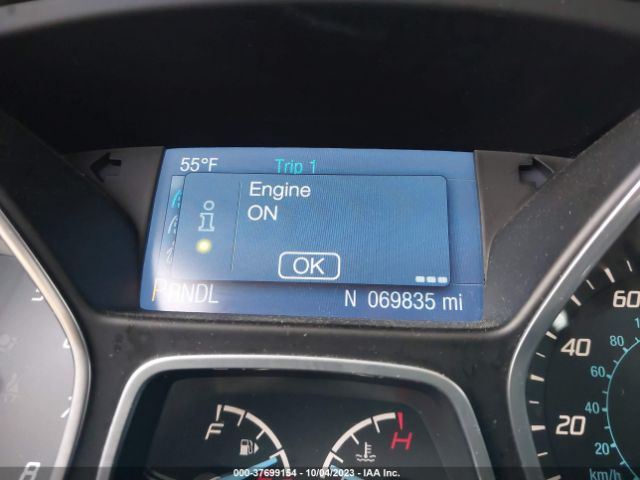 55°F Trip 1
Engine
ON
OK
PRNDL N 069835 mi
60
40
20
80
60
40
20
km/h
F
H
00-37699154 - 10/04/2023 - IAA Inc.